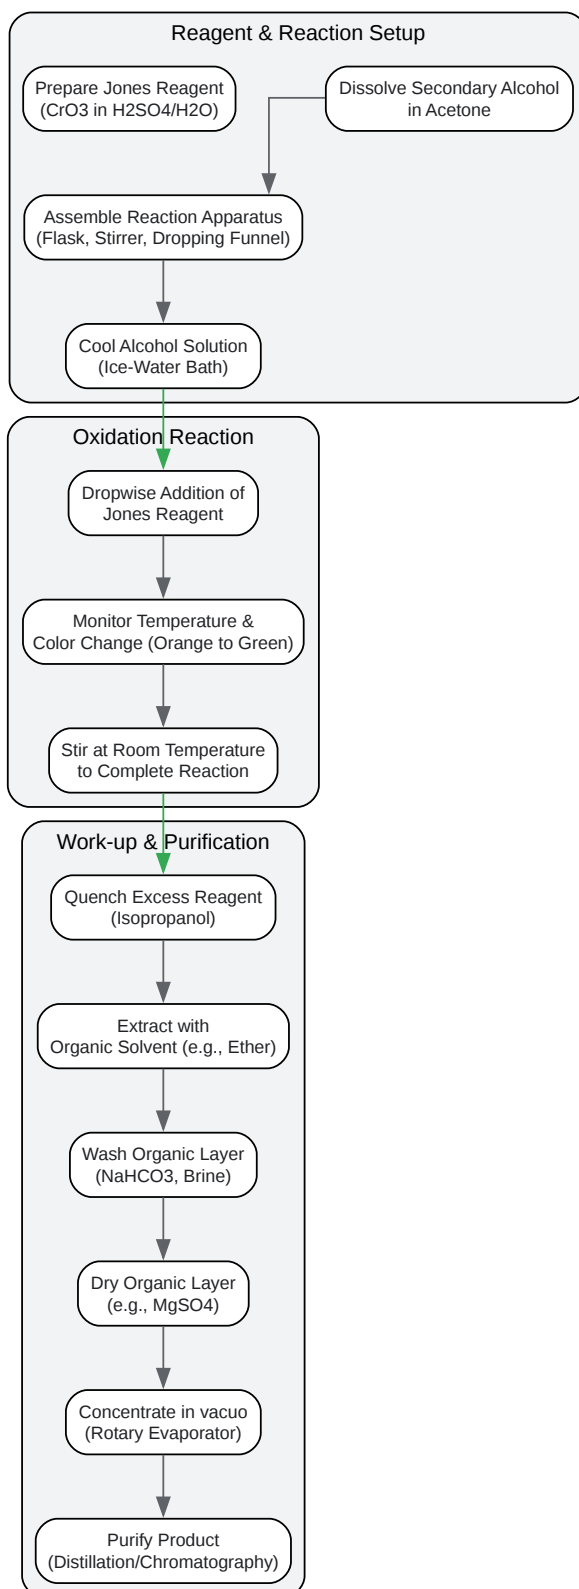 Reagent & Reaction Setup
Prepare Jones Reagent
(CrO3 in H2SO4/H2O)
Dissolve Secondary Alcohol
in Acetone
Assemble Reaction Apparatus
(Flask, Stirrer, Dropping Funnel)
Cool Alcohol Solution
(Ice-Water Bath)
Oxidation Reaction
Dropwise Addition of
Jones Reagent
Monitor Temperature &
Color Change (Orange to Green)
Stir at Room Temperature
to Complete Reaction
Work-up & Purification
Quench Excess Reagent
(Isopropanol)
Extract with
Organic Solvent (e.g., Ether)
Wash Organic Layer
(NaHCO3, Brine)
Dry Organic Layer
(e.g., MgSO4)
Concentrate in vacuo
(Rotary Evaporator)
Purify Product
(Distillation/Chromatography)